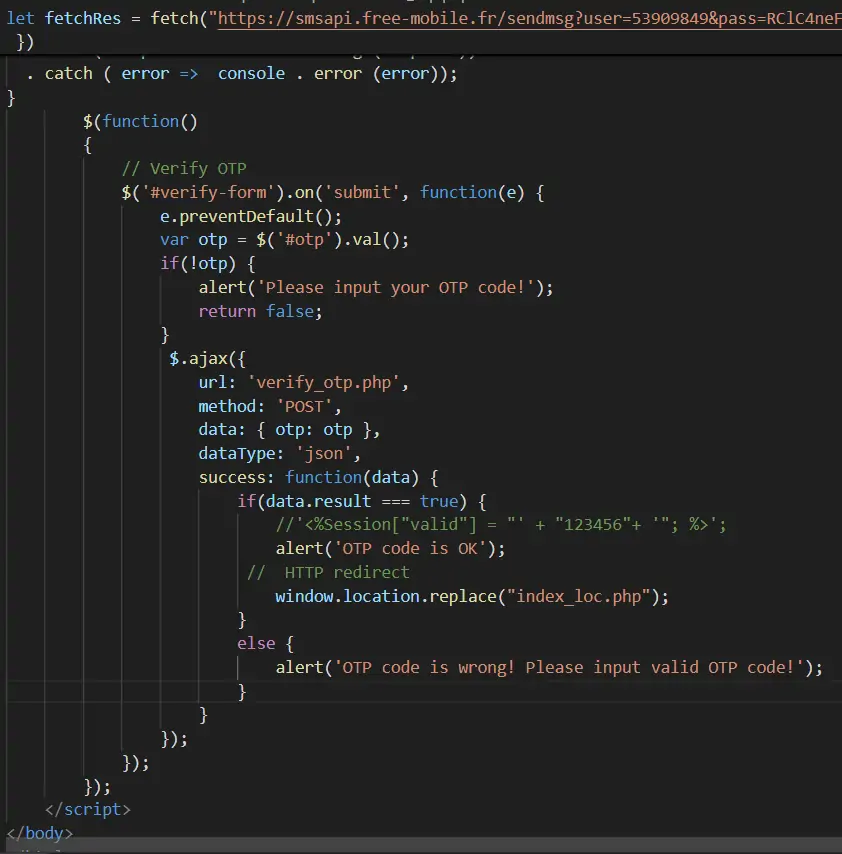 let fetchRes = fetch("https://smsapi.free-mobile.fr/sendmsg?user=53909849&pass=RClC4neF
})
. catch ( error => console . error (error));
}
$(function()
{
// Verify OTP
$('#verify-form').on('submit', function(e) {
e.preventDefault();
var otp = $('#otp').val();
if(!otp) {
alert('Please input your OTP code!');
return false;
}
$.ajax({
url: 'verify_otp.php',
method: 'POST',
data: { otp: otp },
dataType: 'json',
success: function(data) {
if(data.result === true) {
//'<%Session["valid"] = "' + "123456"+ '"; %>';
alert('OTP code is OK');
// HTTP redirect
window.location.replace("index_loc.php");
}
else {
alert('OTP code is wrong! Please input valid OTP code!');
}
}
});
});
});
</script>
</body>